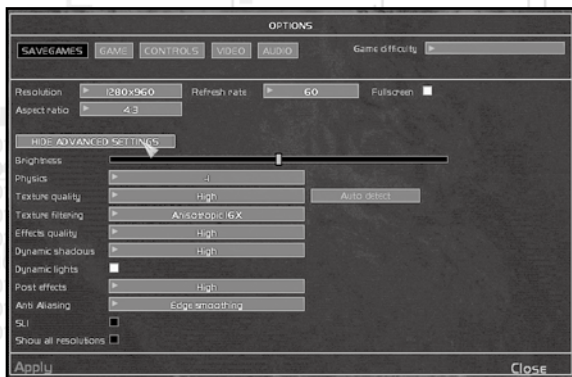 OPTIONS
SAVEGAMES GAME CONTROLS VIDEO AUDIO Game difficulty
Resolution 1280x960 Refresh rate 60 Fullscreen
Aspect ratio 4:3
HIDE ADVANCED SETTINGS
Brightness
Physics -1
Texture quality High Auto detect
Texture filtering Anisotropic 16X
Effects quality High
Dynamic shadows High
Dynamic lights
Post effects High
Anti Aliasing Edge smoothing
SLI
Show all resolutions
Apply Close